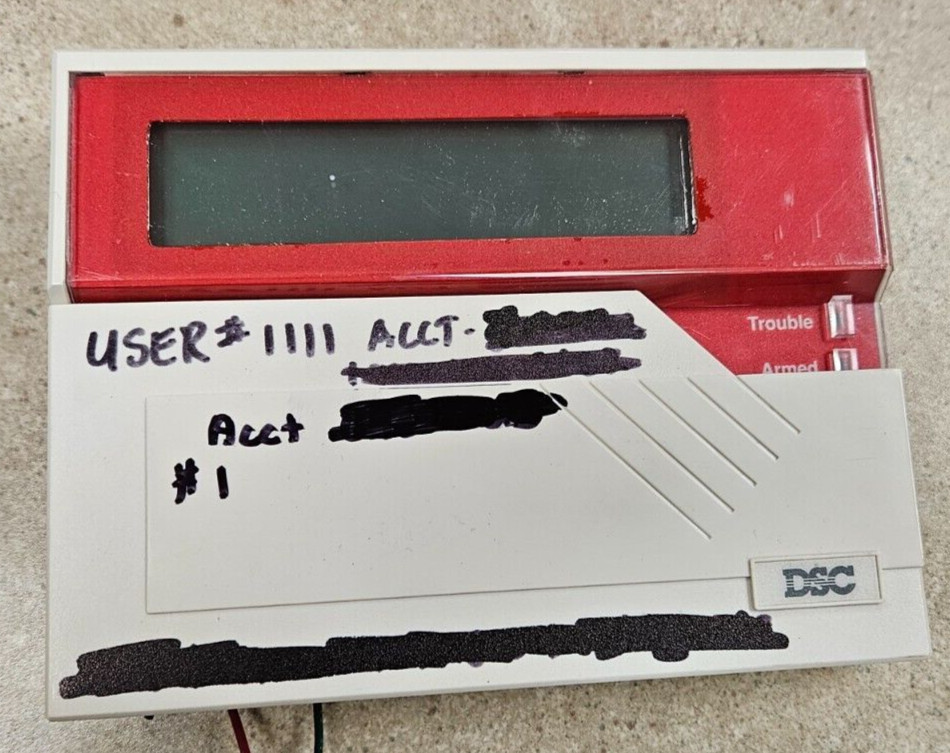 Trouble
Armed
USER # 1111 ACCT-
Acct
# 1
DSC